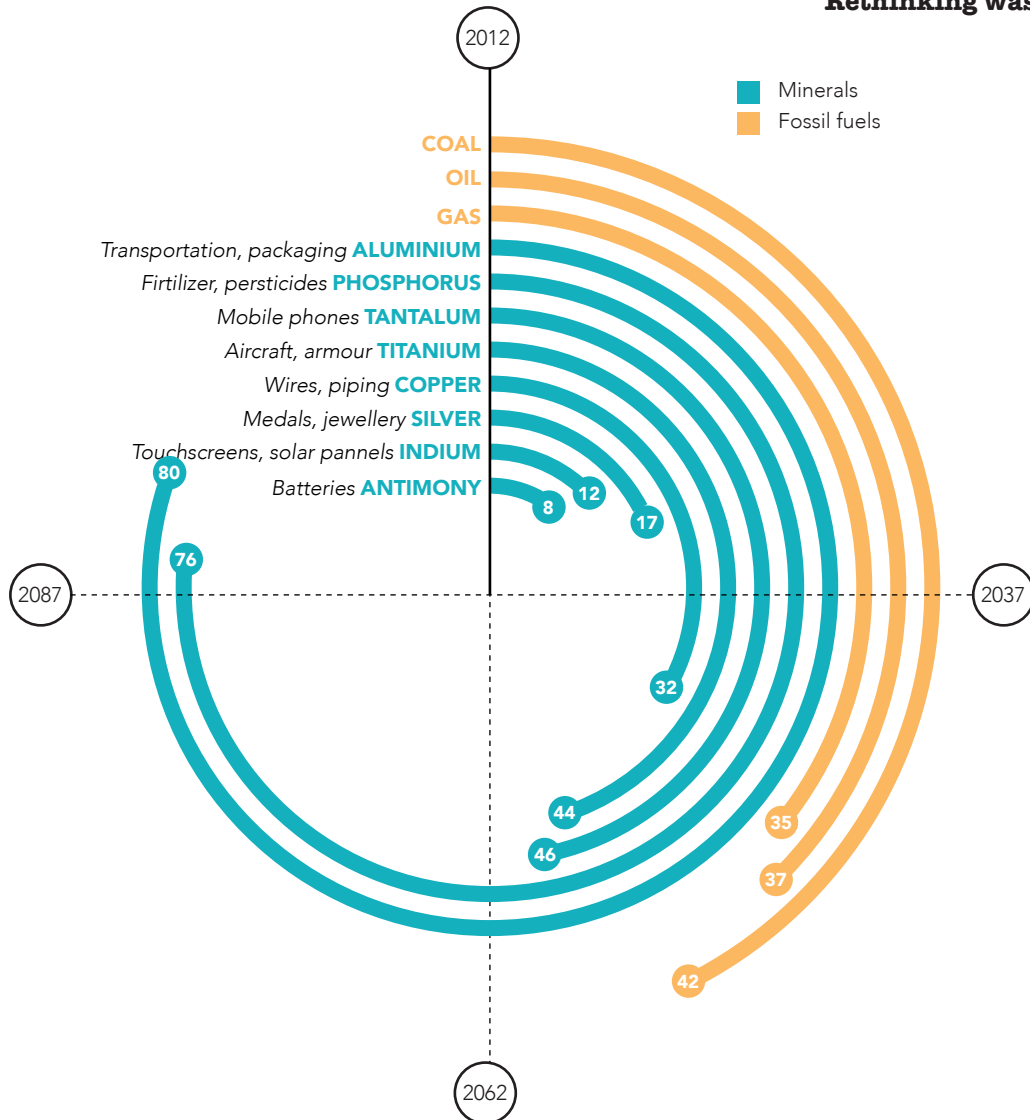 Rethinking was
2012
Minerals
Fossil fuels
COAL
OIL
GAS
Transportation, packaging ALUMINIUM
Firtilizer, persticides PHOSPHORUS
Mobile phones TANTALUM
Aircraft, armour TITANIUM
Wires, piping COPPER
Medals, jewellery SILVER
Touchscreens, solar pannels INDIUM
80
Batteries ANTIMONY
12
8
17
76
2087
2037
32
44
35
46
37
42
2062